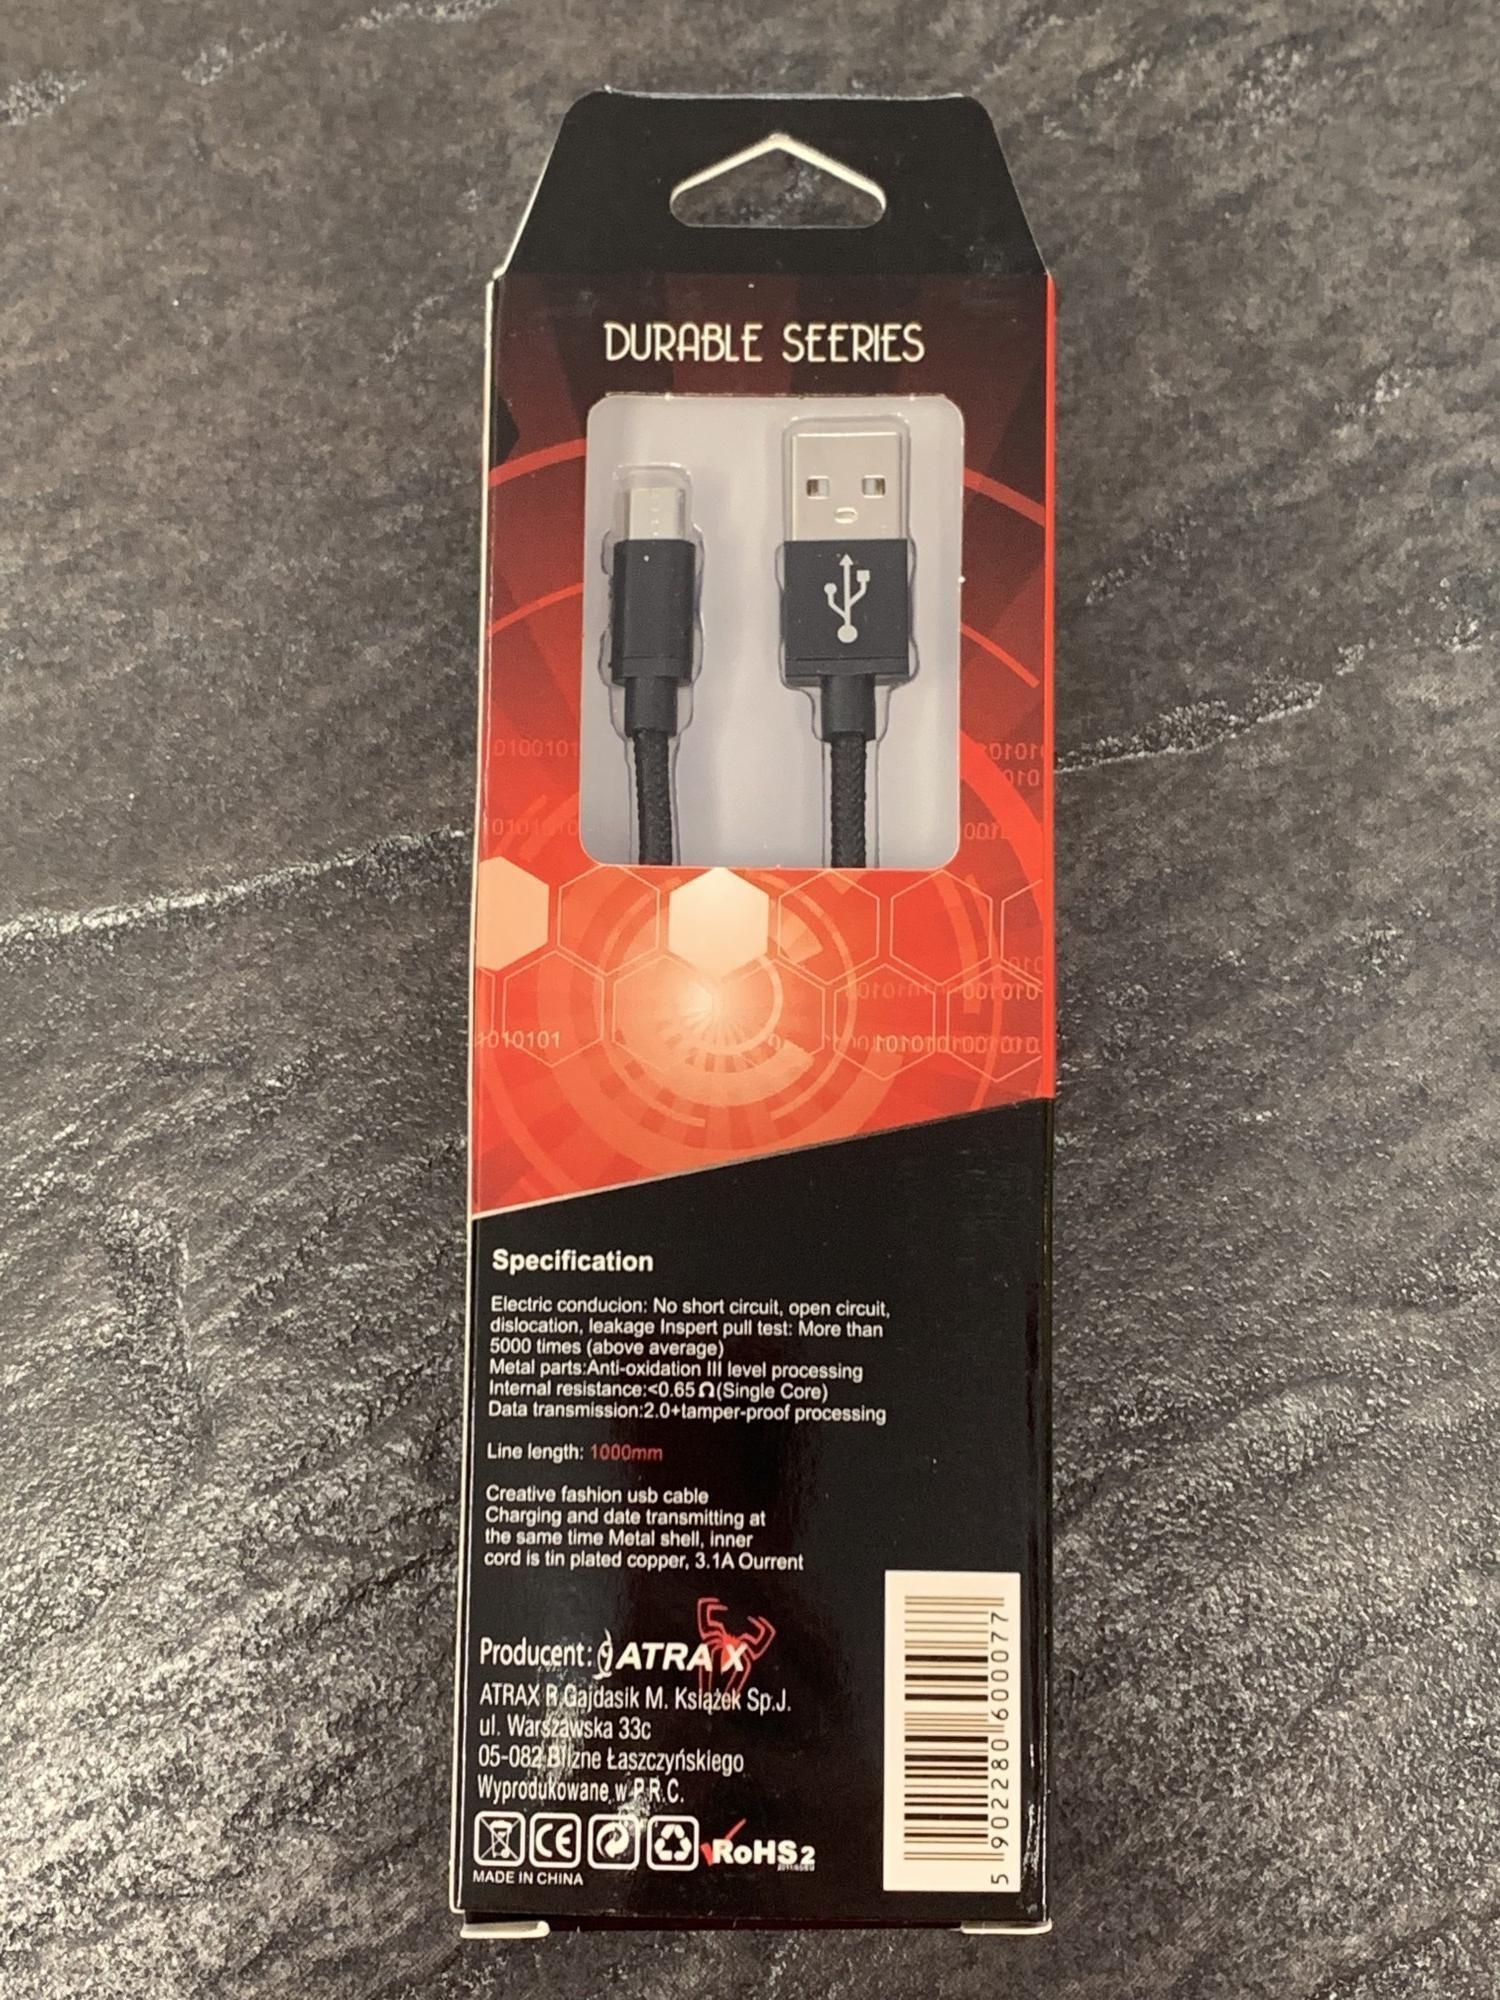 DURABLE SEERIES
Specification
Electric conducion: No short circuit, open circuit,
dislocation, leakage Inspert pull test: More than
5000 times (above average)
Metal parts:Anti-oxidation III level processing
Internal resistance:<0.65Ω(Single Core)
Data transmission:2.0+tamper-proof processing
Line length: 1000mm
Creative fashion usb cable
Charging and date transmitting at
the same time Metal shell, inner
cord is tin plated copper, 3.1A Ourrent
Producent: ATRAX
ATRAX R.Gajdasik M. Książek Sp.J.
ul. Warszawska 33c
05-082 Blizne Łaszczyńskiego
Wyprodukowane w P.R.C.
CE RoHS2
MADE IN CHINA
5902280600077